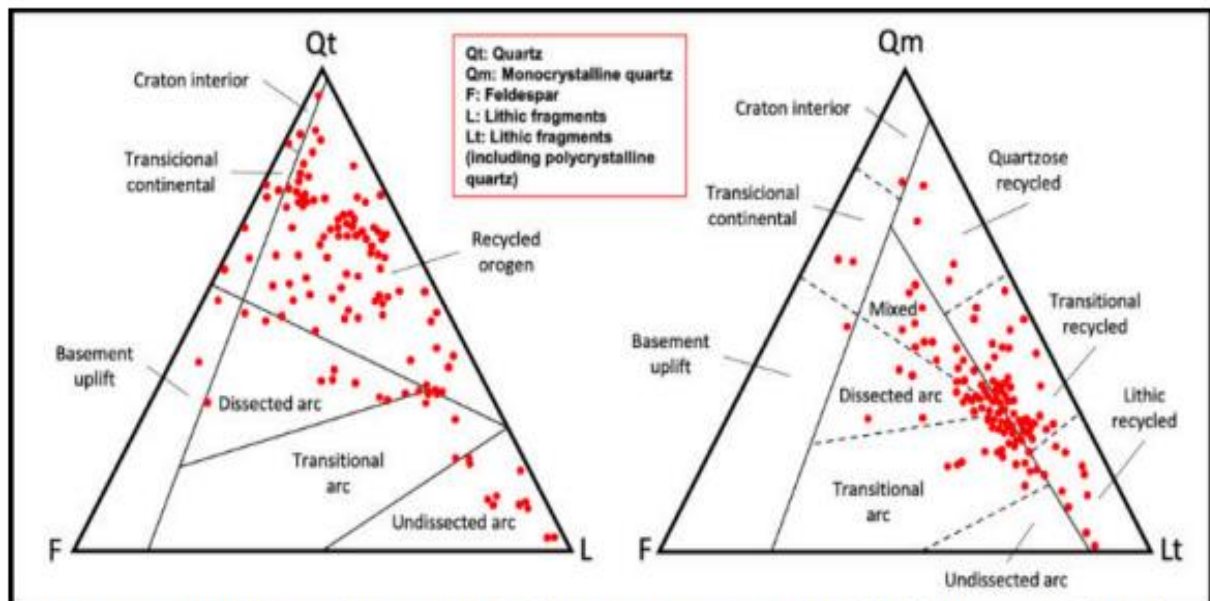 Qt
Craton interior
Transicional
continental
Recycled
orogen
Basement
uplift
Dissected arc
Transitional
arc
Undissected arc
F
L
Qt: Quartz
Qm: Monocrystalline quartz
F: Feldespar
L: Lithic fragments
Lt: Lithic fragments
(including polycrystalline
quartz)
Qm
Craton interior
Quartzose
recycled
Transicional
continental
Mixed
Transitional
recycled
Basement
uplift
Dissected arc
Lithic
recycled
Transitional
arc
F
Lt
Undissected arc